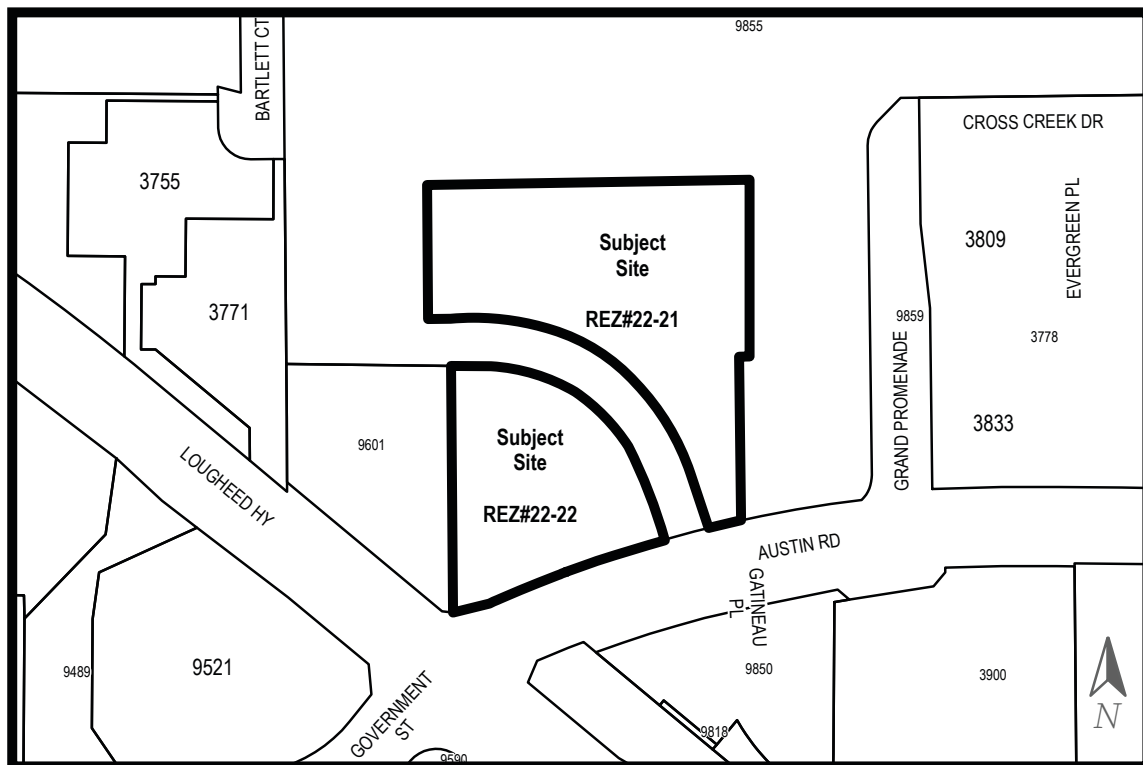 9855
BARTLETT CT
CROSS CREEK DR
3755
EVERGREEN PL
3809
Subject
Site
REZ#22-21
3771
9859
3778
GRAND PROMENADE
3833
9601
Subject
Site
REZ#22-22
LOUGHEED HY
AUSTIN RD
GATINEAU
PL
9489
9521
9850
3900
GOVERNMENT
ST
9818
9590
N